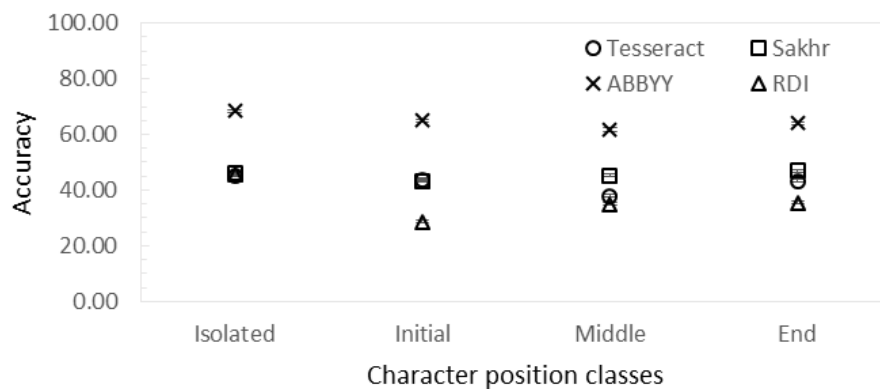 100.00
80.00
60.00
40.00
20.00
0.00
Accuracy
Tesseract Sakhr
ABBYY RDI
Isolated Initial Middle End
Character position classes